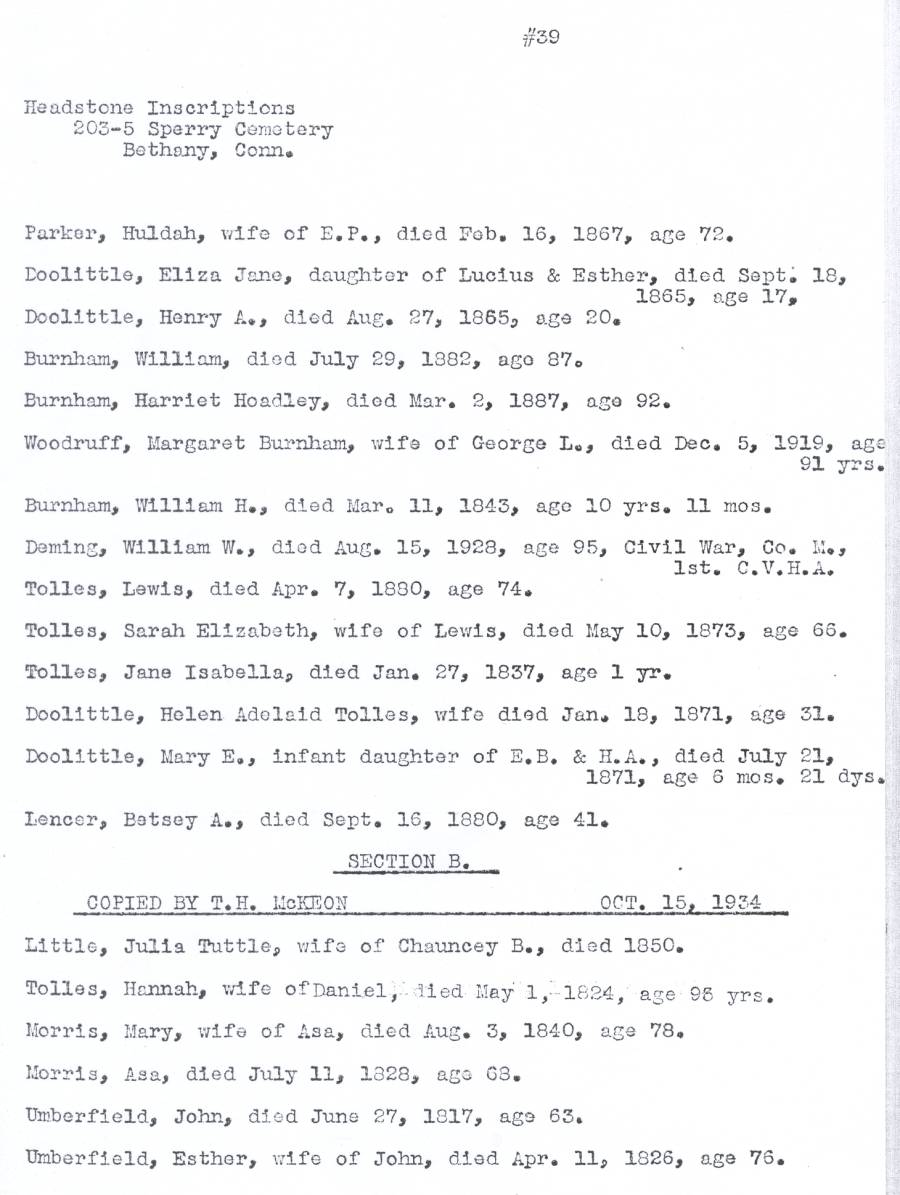 #39
Headstone Inscriptions
203-5 Sperry Cemetery
Bethany, Conn.
Parker, Huldah, wife of E.P., died Feb. 16, 1867, age 72.
Doolittle, Eliza Jane, daughter of Lucius & Esther, died Sept. 18,
1865, age 17,
Doolittle, Henry A., died Aug. 27, 1865, age 20.
Burnham, William, died July 29, 1882, age 87.
Burnham, Harriet Hoadley, died Mar. 2, 1887, age 92.
Woodruff, Margaret Burnham, wife of George L., died Dec. 5, 1919, age
91 yrs.
Burnham, William H., died Mar. 11, 1843, age 10 yrs. 11 mos.
Deming, William W., died Aug. 15, 1928, age 95, Civil War, Co. M.,
1st. C.V.H.A.
Tolles, Lewis, died Apr. 7, 1880, age 74.
Tolles, Sarah Elizabeth, wife of Lewis, died May 10, 1873, age 66.
Tolles, Jane Isabella, died Jan. 27, 1837, age 1 yr.
Doolittle, Helen Adelaid Tolles, wife died Jan. 18, 1871, age 31.
Doolittle, Mary E., infant daughter of E.B. & H.A., died July 21,
1871, age 6 mos. 21 dys.
Lencer, Betsey A., died Sept. 16, 1880, age 41.
SECTION B.
COPIED BY T.H. McKEON OCT. 15, 1934
Little, Julia Tuttle, wife of Chauncey B., died 1850.
Tolles, Hannah, wife of Daniel, died May 1, 1824, age yrs.
Morris, Mary, wife of Asa, died Aug. 3, 1840, age 78.
Morris, Asa, died July 11, 1828, age 68.
Umberfield, John, died June 27, 1817, age 63.
Umberfield, Esther, wife of John, died Apr. 11, 1826, age 76.